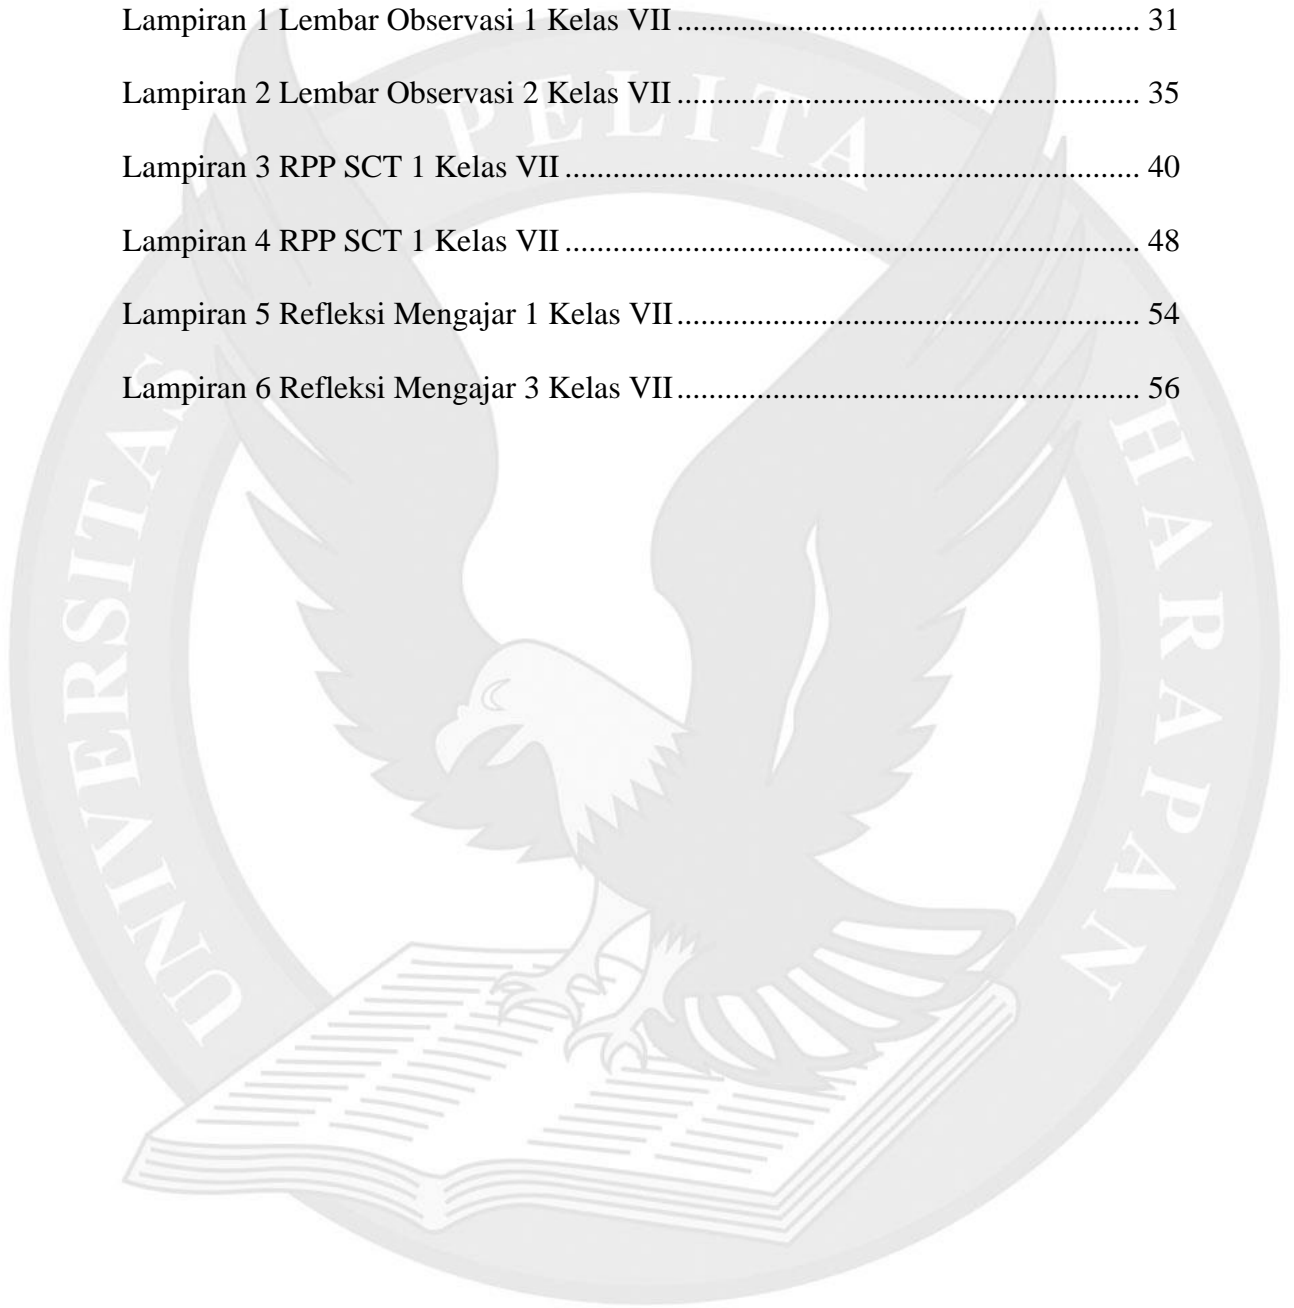 Lampiran 1 Lembar Observasi 1 Kelas VII ........................................................ 31
Lampiran 2 Lembar Observasi 2 Kelas VII ........................................................ 35
Lampiran 3 RPP SCT 1 Kelas VII ..................................................................... 40
Lampiran 4 RPP SCT 1 Kelas VII ..................................................................... 48
Lampiran 5 Refleksi Mengajar 1 Kelas VII ........................................................ 54
Lampiran 6 Refleksi Mengajar 3 Kelas VII ........................................................ 56
UNIVERSITAS PELITA HARAPAN